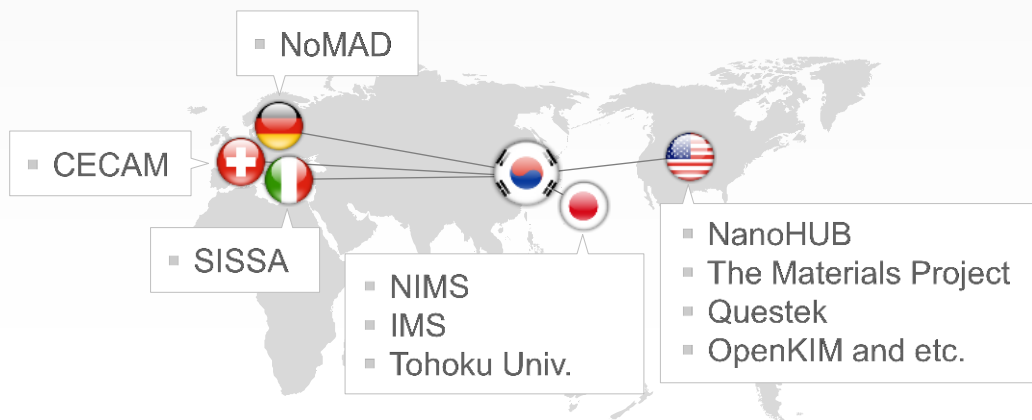 NoMAD
CECAM
SISSA
NIMS
IMS
Tohoku Univ.
NanoHUB
The Materials Project
Questek
OpenKIM and etc.